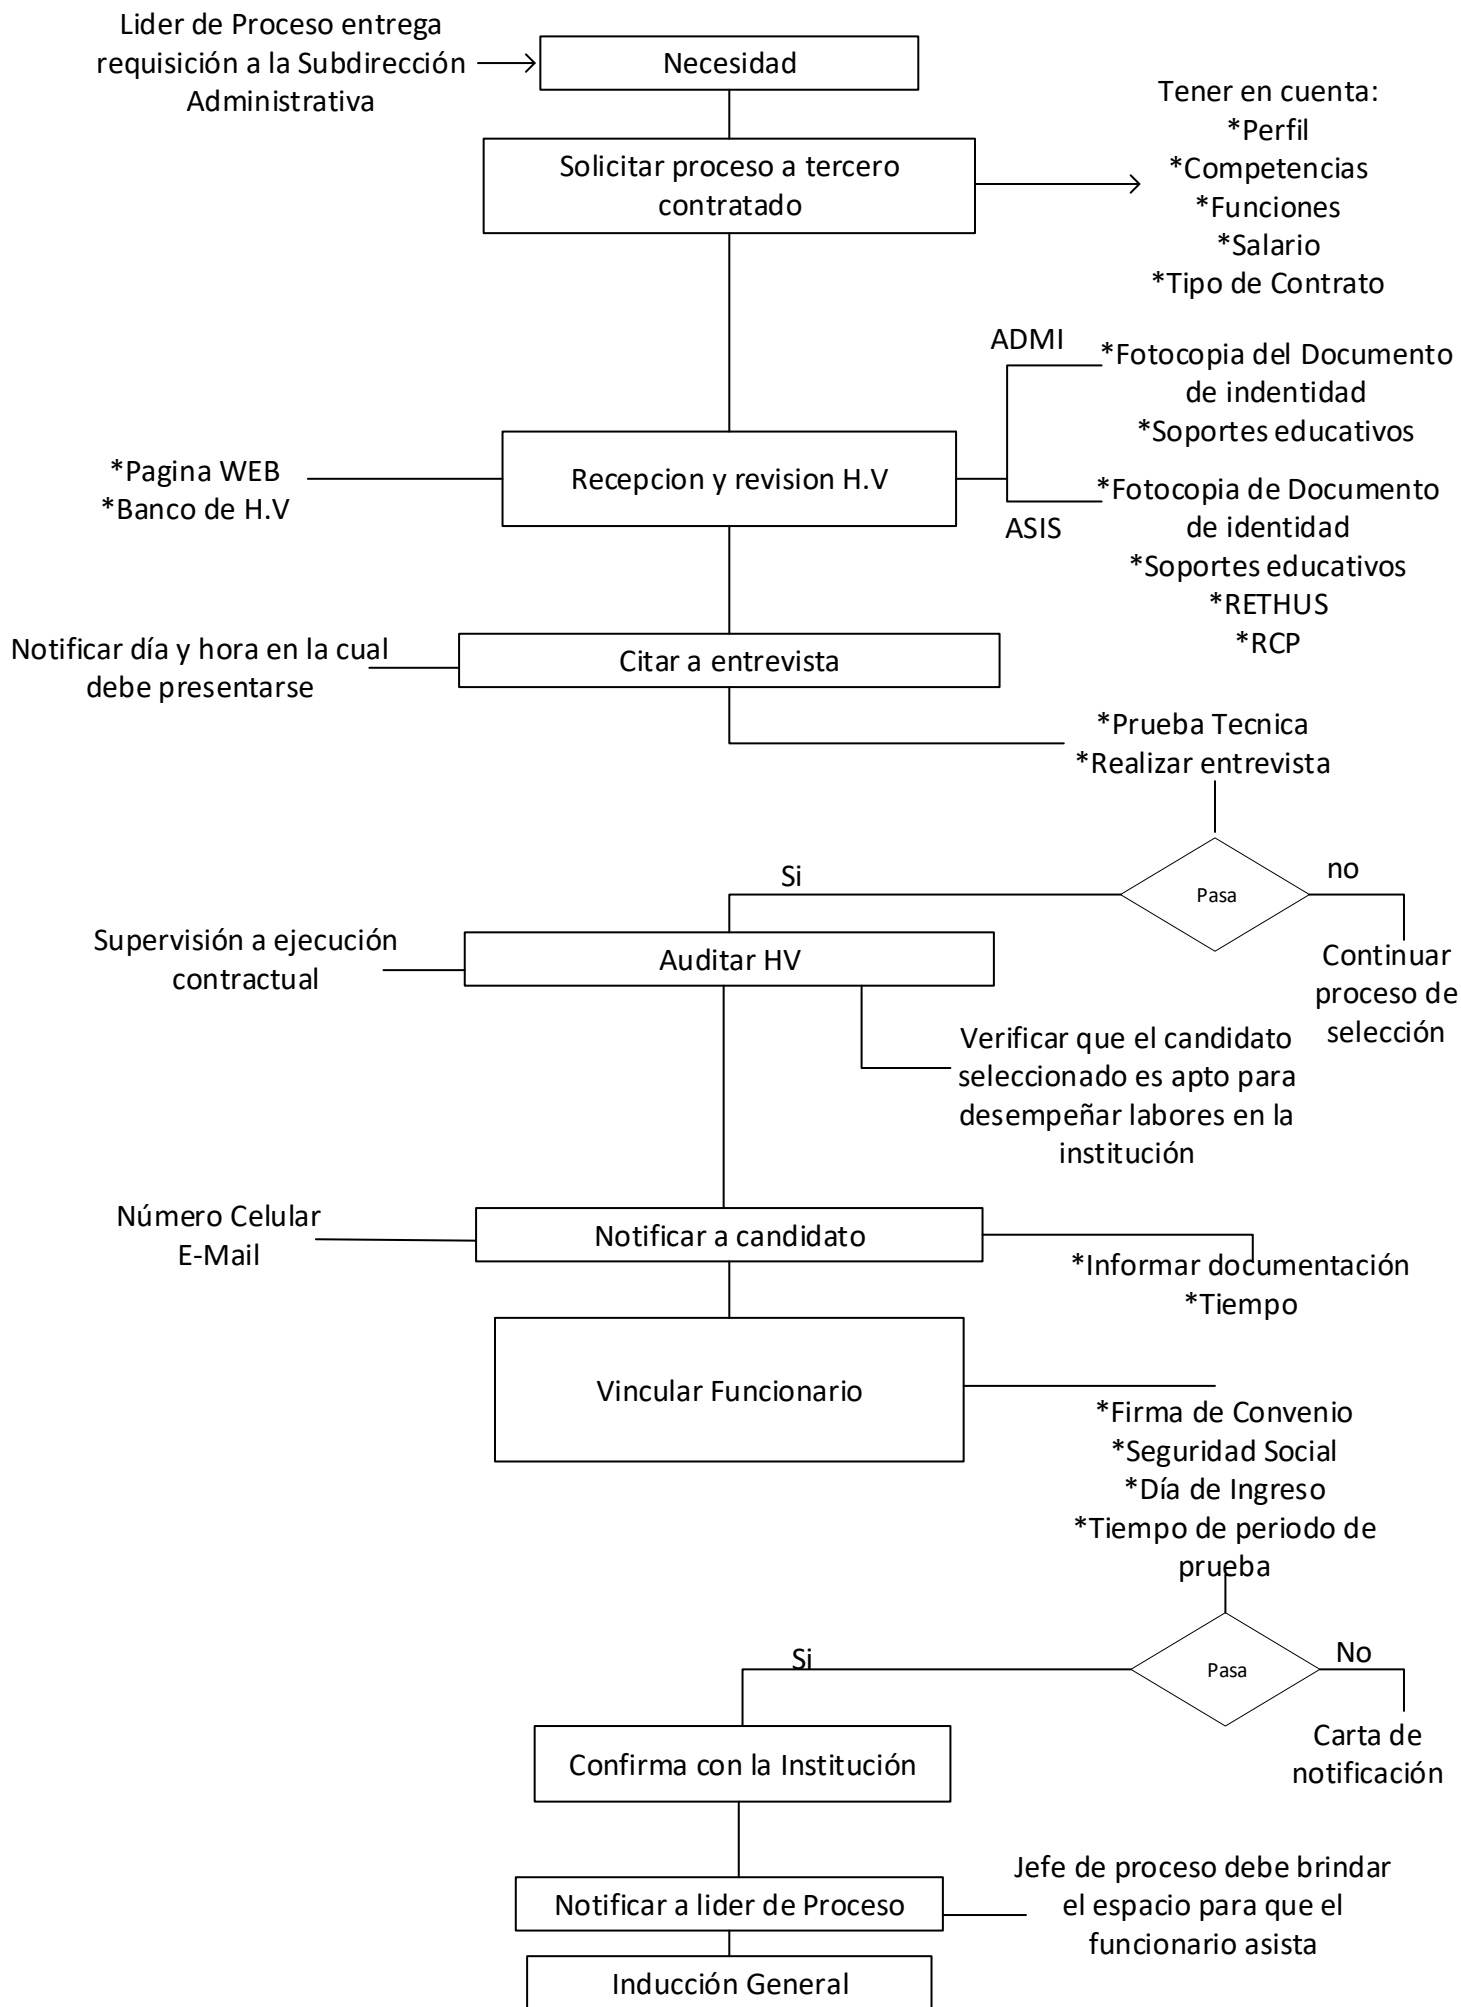 Lider de Proceso entrega
requisición a la Subdirección
Administrativa
Necesidad
Solicitar proceso a tercero
contratado
Tener en cuenta:
*Perfil
*Competencias
*Funciones
*Salario
*Tipo de Contrato
ADMI
*Fotocopia del Documento
de indentidad
*Soportes educativos
*Pagina WEB
*Banco de H.V
Recepcion y revision H.V
ASIS
*Fotocopia de Documento
de identidad
*Soportes educativos
*RETHUS
*RCP
Notificar día y hora en la cual
debe presentarse
Citar a entrevista
*Prueba Tecnica
*Realizar entrevista
Pasa
Si
no
Continuar
proceso de
selección
Supervisión a ejecución
contractual
Auditar HV
Verificar que el candidato
seleccionado es apto para
desempeñar labores en la
institución
Número Celular
E-Mail
Notificar a candidato
*Informar documentación
*Tiempo
Vincular Funcionario
*Firma de Convenio
*Seguridad Social
*Día de Ingreso
*Tiempo de periodo de
prueba
Pasa
Si
No
Carta de
notificación
Confirma con la Institución
Notificar a lider de Proceso
Jefe de proceso debe brindar
el espacio para que el
funcionario asista
Inducción General